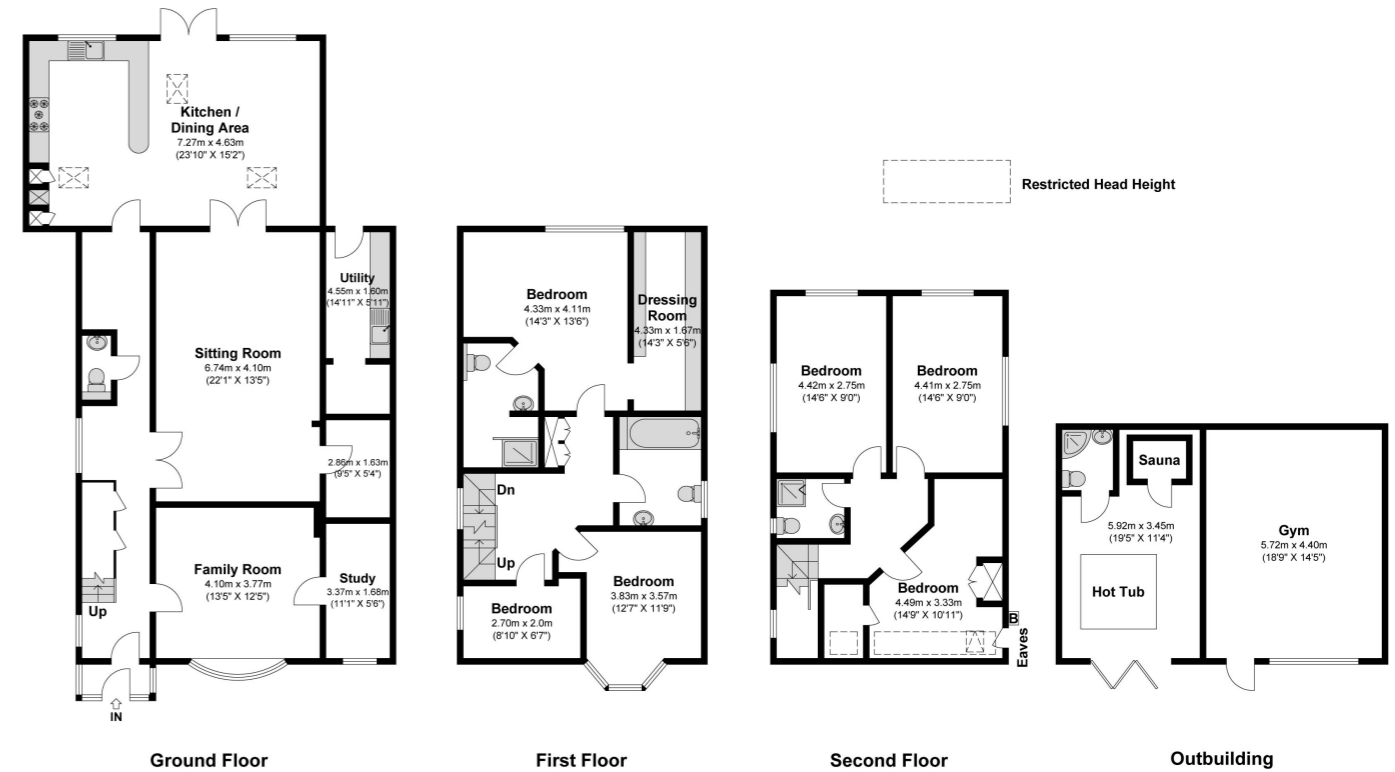 Kitchen /
Dining Area
7.27m x 4.63m
(23'10" X 15'2")
Utility
4.55m x 1.60m
(14'11" X 5'11")
Sitting Room
6.74m x 4.10m
(22'1" X 13'5")
2.86m x 1.63m
(9'5" X 5'4")
Family Room
4.10m x 3.77m
(13'5" X 12'5")
Study
3.37m x 1.68m
(11'1" X 5'6")
Up
IN
Ground Floor
Bedroom
4.33m x 4.11m
(14'3" X 13'6")
Dressing
Room
4.33m x 1.67m
(14'3" X 5'6")
Dn
Up
Bedroom
3.83m x 3.57m
(12'7" X 11'9")
Bedroom
2.70m x 2.0m
(8'10" X 6'7")
First Floor
Restricted Head Height
Bedroom
4.42m x 2.75m
(14'6" X 9'0")
Bedroom
4.41m x 2.75m
(14'6" X 9'0")
Bedroom
4.49m x 3.33m
(14'9" X 10'11")
B
Eaves
Second Floor
Sauna
5.92m x 3.45m
(19'5" X 11'4")
Hot Tub
Gym
5.72m x 4.40m
(18'9" X 14'5")
Outbuilding